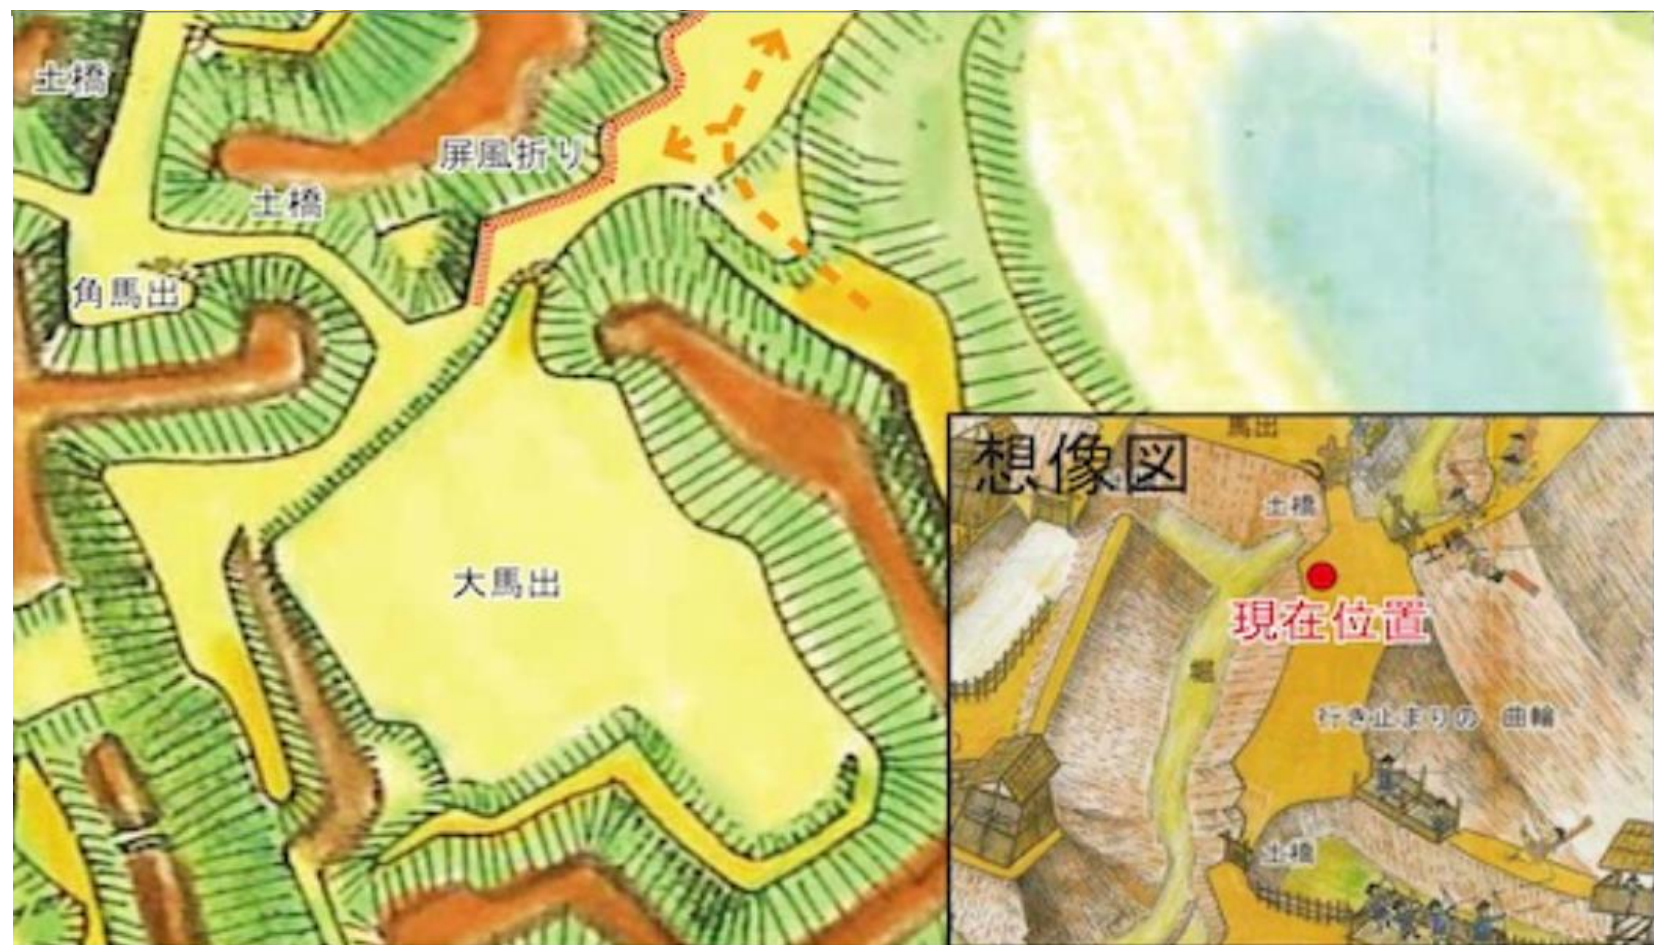 土橋
屏風折り
土橋
角馬出
大馬出
想像図
馬出
土橋
土橋
現在位置
堀
行き止まりの 曲輪
土橋